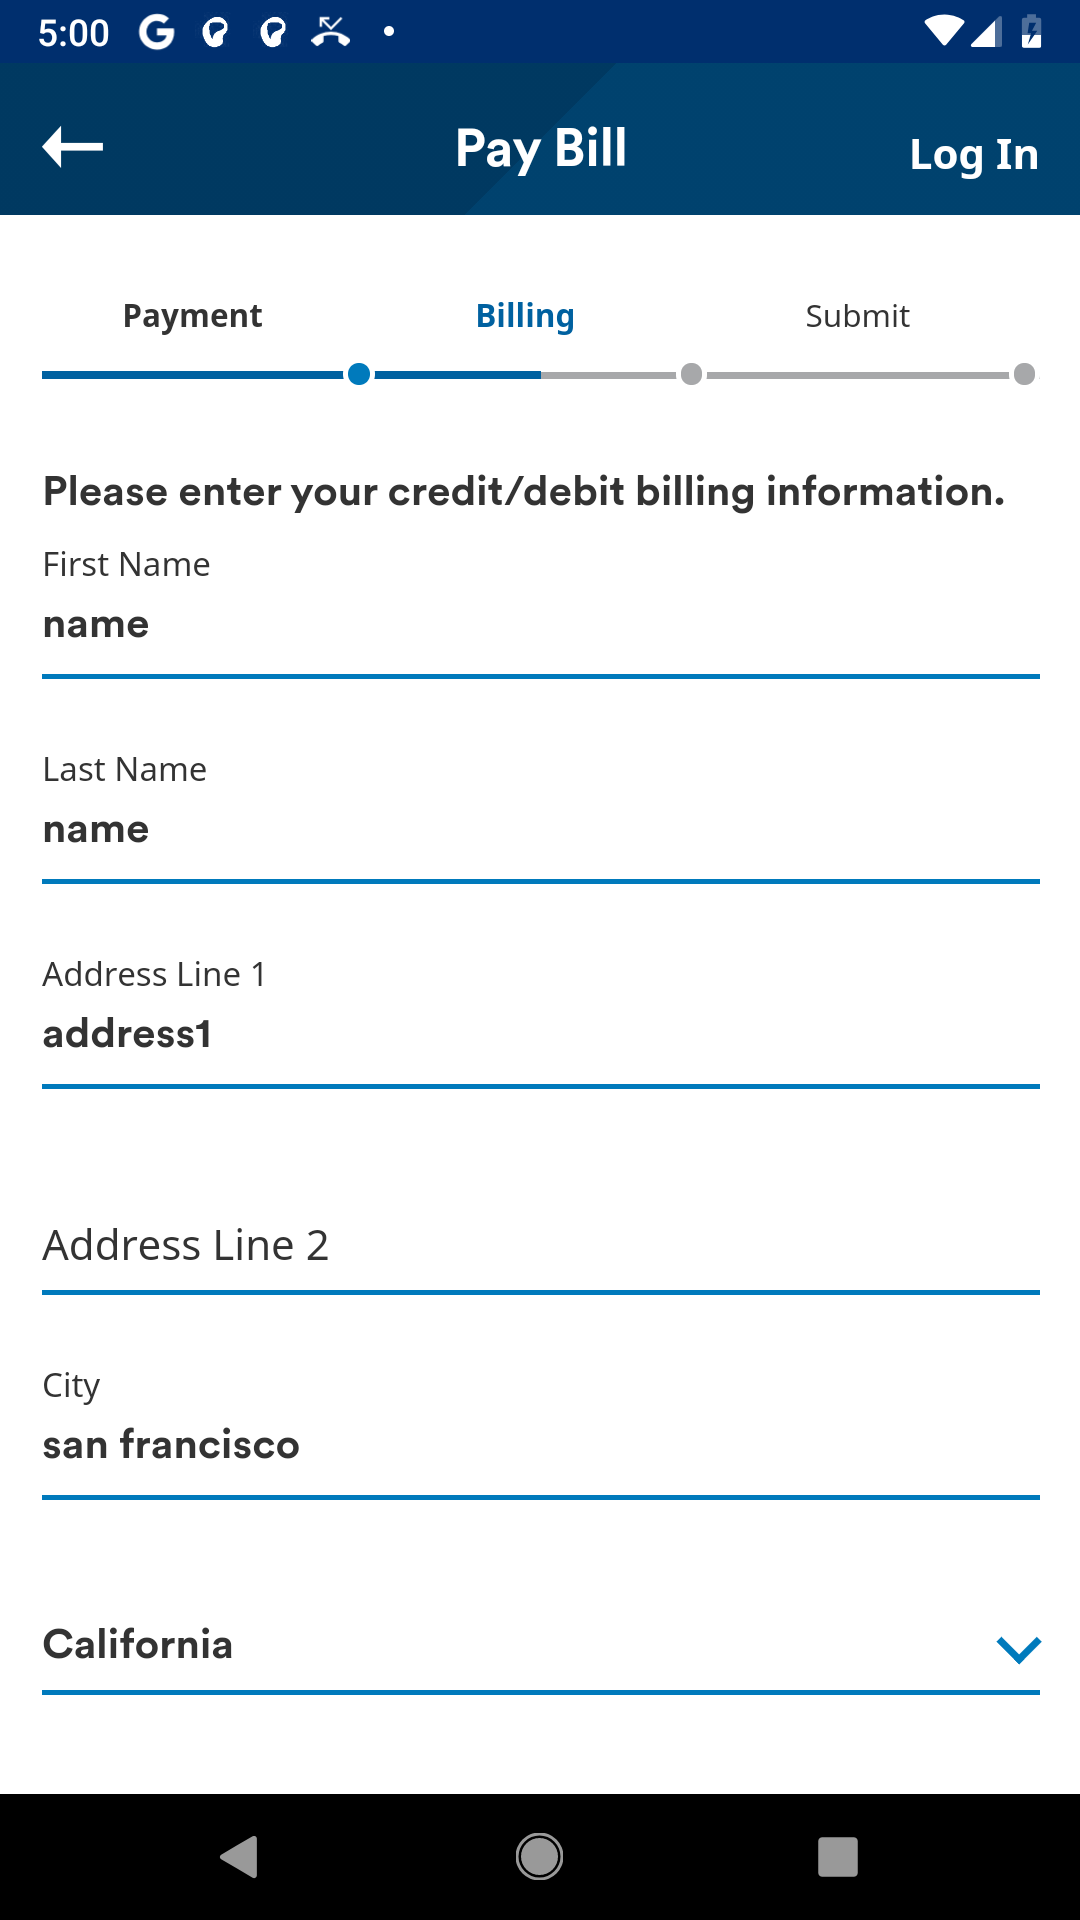 5:00
Pay Bill
Log In
Payment
Billing
Submit
Please enter your credit/debit billing information.
First Name
name
Last Name
name
Address Line 1
address1
Address Line 2
City
san francisco
California